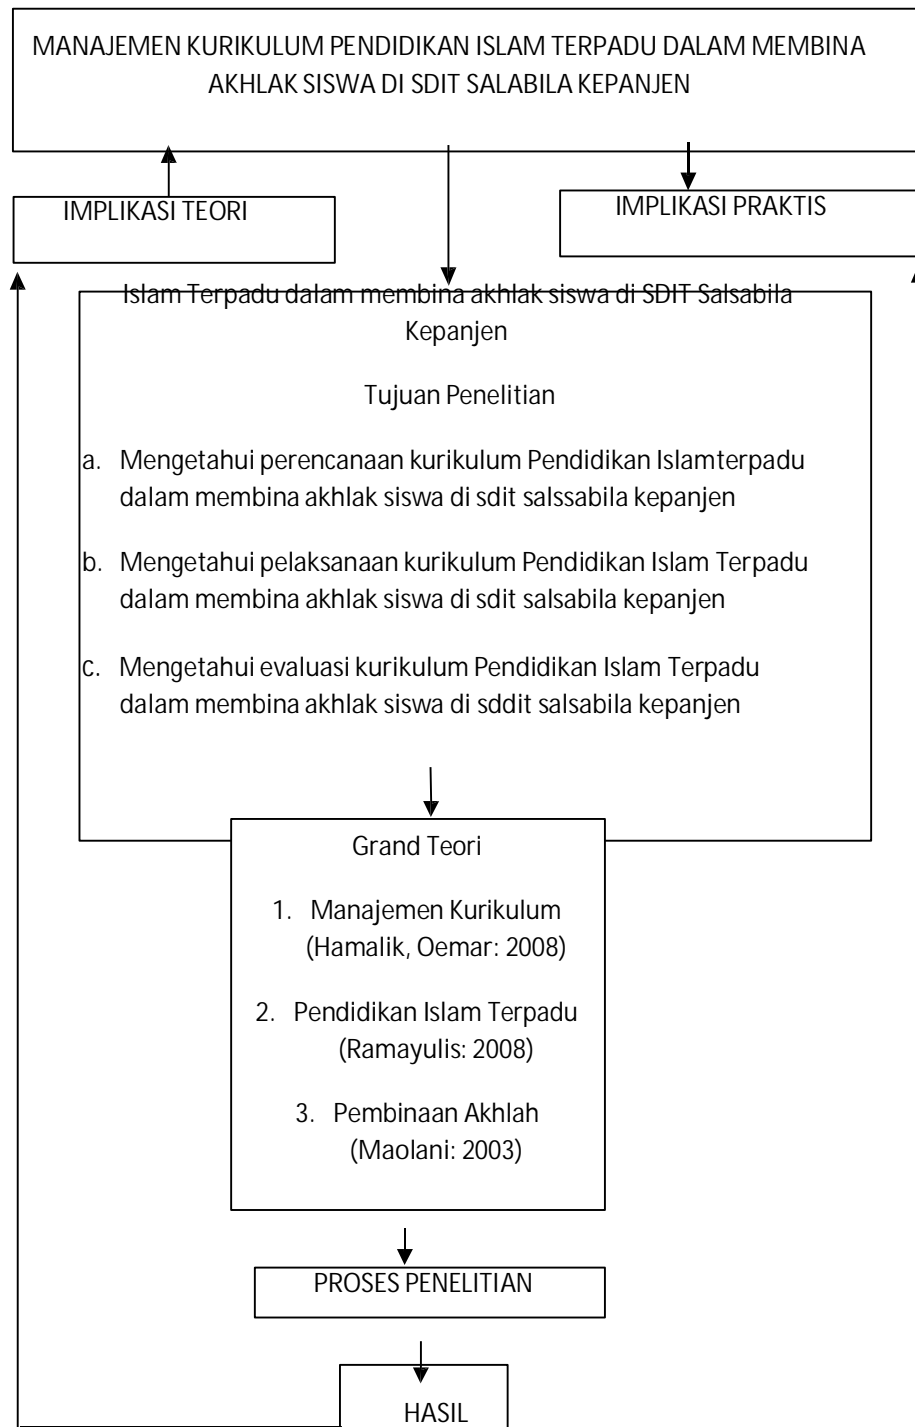 MANAJEMEN KURIKULUM PENDIDIKAN ISLAM TERPADU DALAM MEMBINA
AKHLAK SISWA DI SDIT SALABILA KEPANJEN
IMPLIKASI TEORI
IMPLIKASI PRAKTIS
Islam Terpadu dalam membina akhlak siswa di SDIT Salsabila
Kepanjen
Tujuan Penelitian
a. Mengetahui perencanaan kurikulum Pendidikan Islamterpadu
dalam membina akhlak siswa di sdit salssabila kepanjen
b. Mengetahui pelaksanaan kurikulum Pendidikan Islam Terpadu
dalam membina akhlak siswa di sdit salsabila kepanjen
c. Mengetahui evaluasi kurikulum Pendidikan Islam Terpadu
dalam membina akhlak siswa di sddit salsabila kepanjen
Grand Teori
1. Manajemen Kurikulum
(Hamalik, Oemar: 2008)
2. Pendidikan Islam Terpadu
(Ramayulis: 2008)
3. Pembinaan Akhlah
(Maolani: 2003)
PROSES PENELITIAN
HASIL